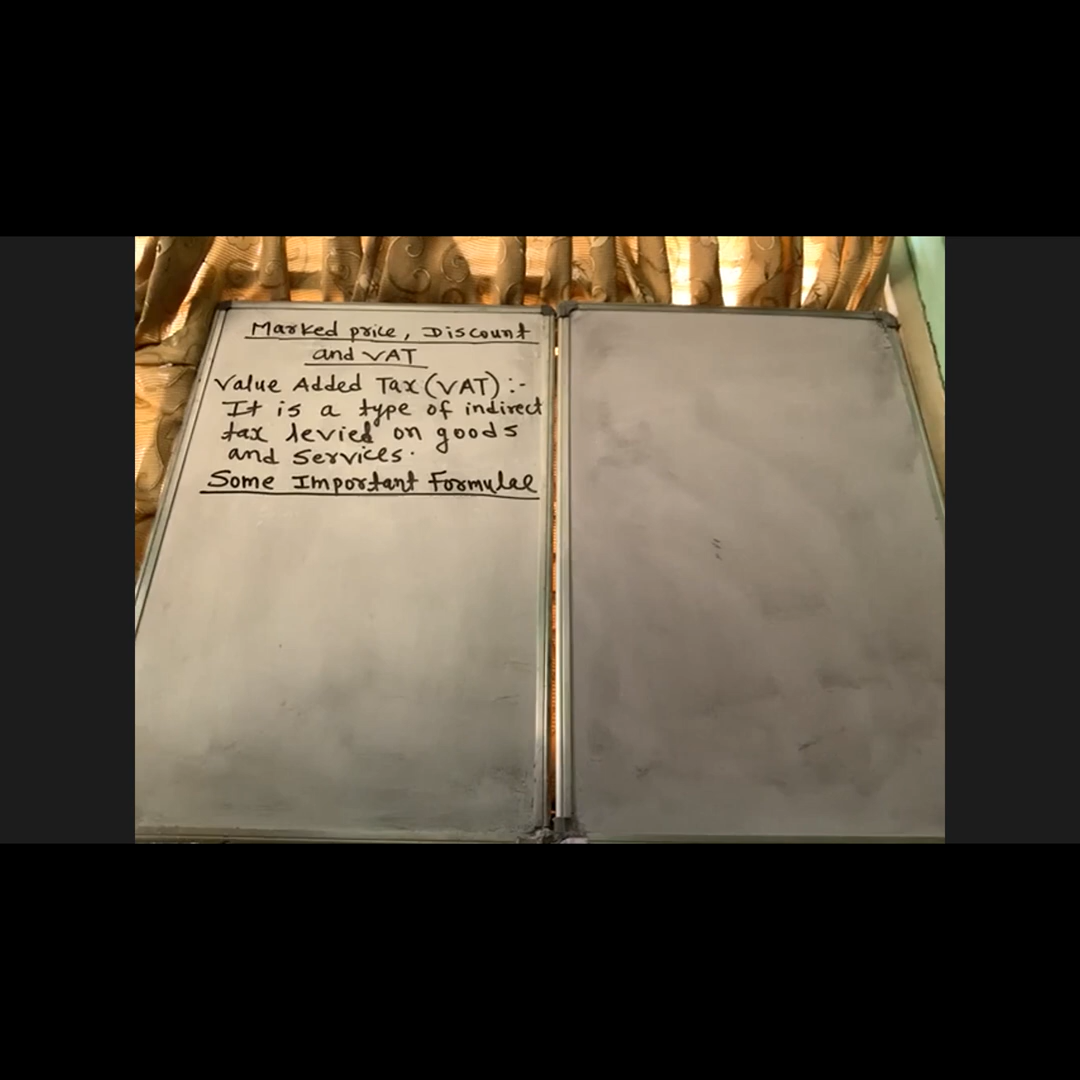 Marked price, Discount
and VAT
Value Added Tax (VAT) :-
It is a type of indirect
tax levied on goods
and services.
Some Important Formulae